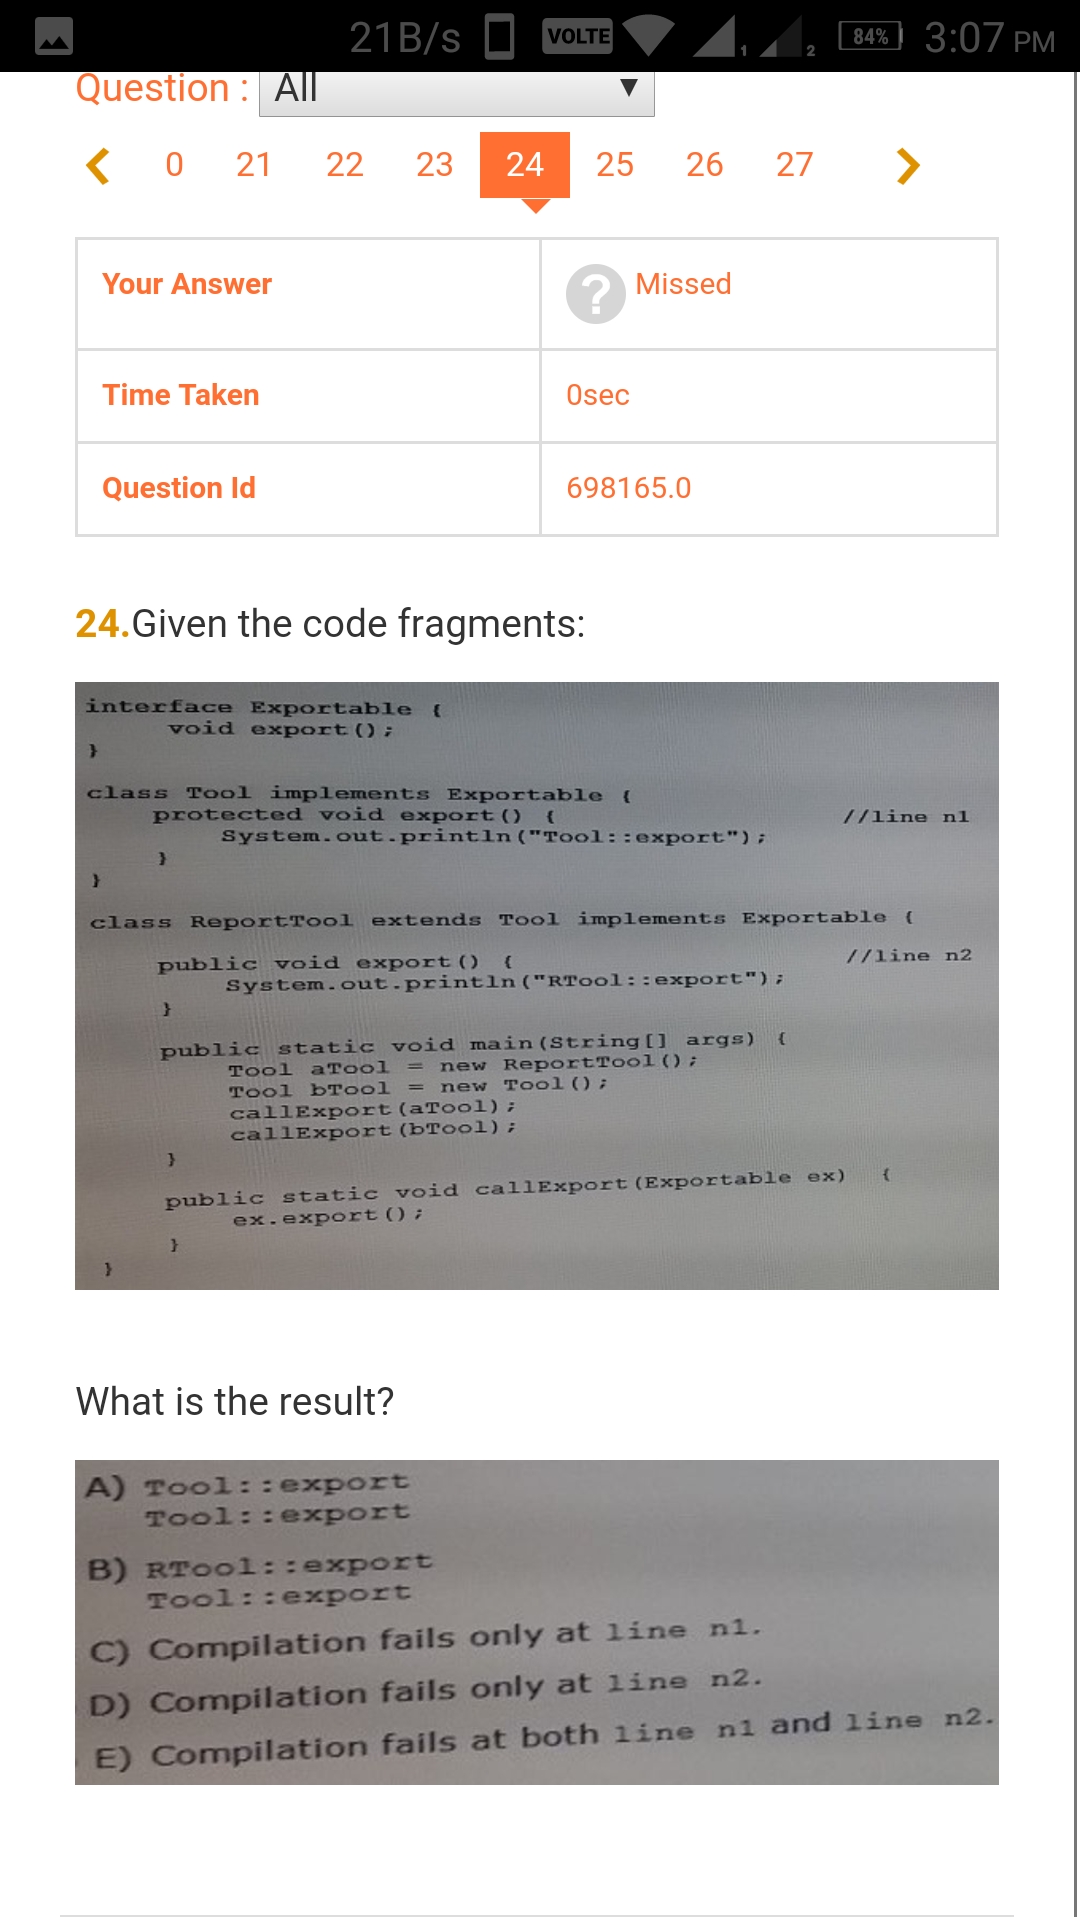 21B/s VOLTE 1 2 84% 3:07 PM
Question : All ▼
0 21 22 23 24 25 26 27
Your Answer ? Missed
Time Taken 0sec
Question Id 698165.0
24.Given the code fragments:
interface Exportable {
void export();
}
class Tool implements Exportable {
protected void export() { //line n1
System.out.println("Tool::export");
}
}
class ReportTool extends Tool implements Exportable {
public void export() { //line n2
System.out.println("RTool::export");
}
public static void main(String[] args) {
Tool aTool = new ReportTool();
Tool bTool = new Tool();
callExport(aTool);
callExport(bTool);
}
public static void callExport(Exportable ex) {
ex.export();
}
}
What is the result?
A) Tool::export
Tool::export
B) RTool::export
Tool::export
C) Compilation fails only at line n1.
D) Compilation fails only at line n2.
E) Compilation fails at both line n1 and line n2.